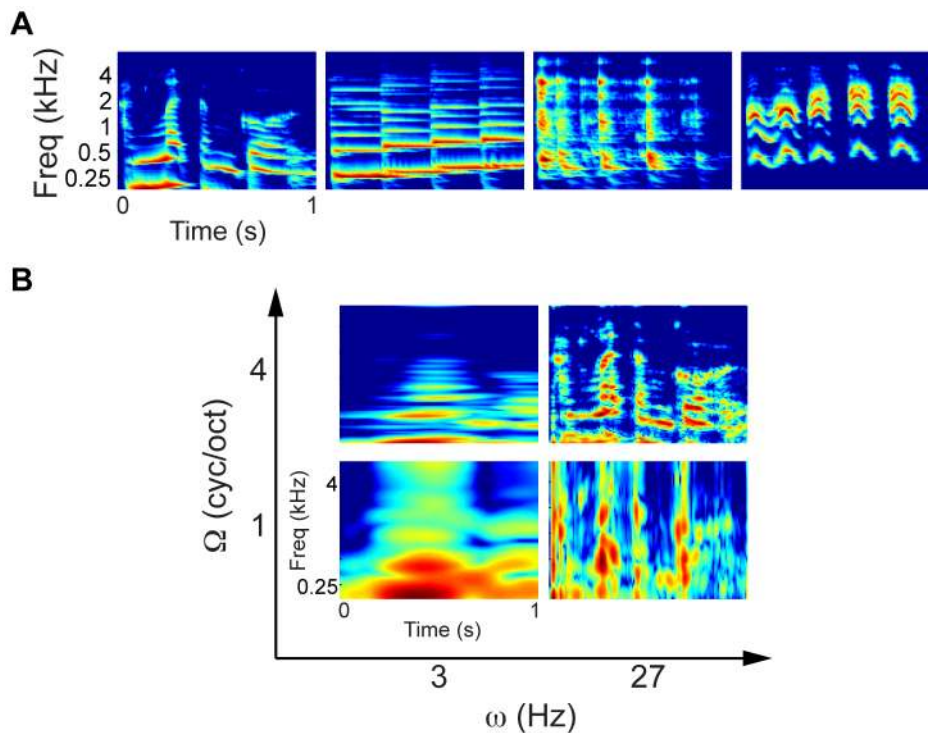 A
Freq (kHz)
4
2
1
0.5
0.25
0
1
Time (s)
B
Ω (cyc/oct)
4
1
Freq (kHz)
4
0.25
0
1
Time (s)
3
27
ω (Hz)